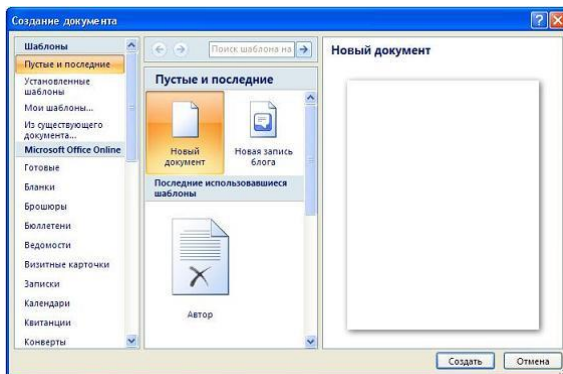 Создание документа
Шаблоны
Пустые и последние
Установленные
шаблоны
Мои шаблоны...
Из существующего
документа...
Microsoft Office Online
Готовые
Бланки
Брошюры
Бюллетени
Ведомости
Визитные карточки
Записки
Календари
Квитанции
Конверты
Поиск шаблона на
Пустые и последние
Новый
документ
Новая запись
блога
Последние использовавшиеся
шаблоны
Автор
Новый документ
Создать
Отмена